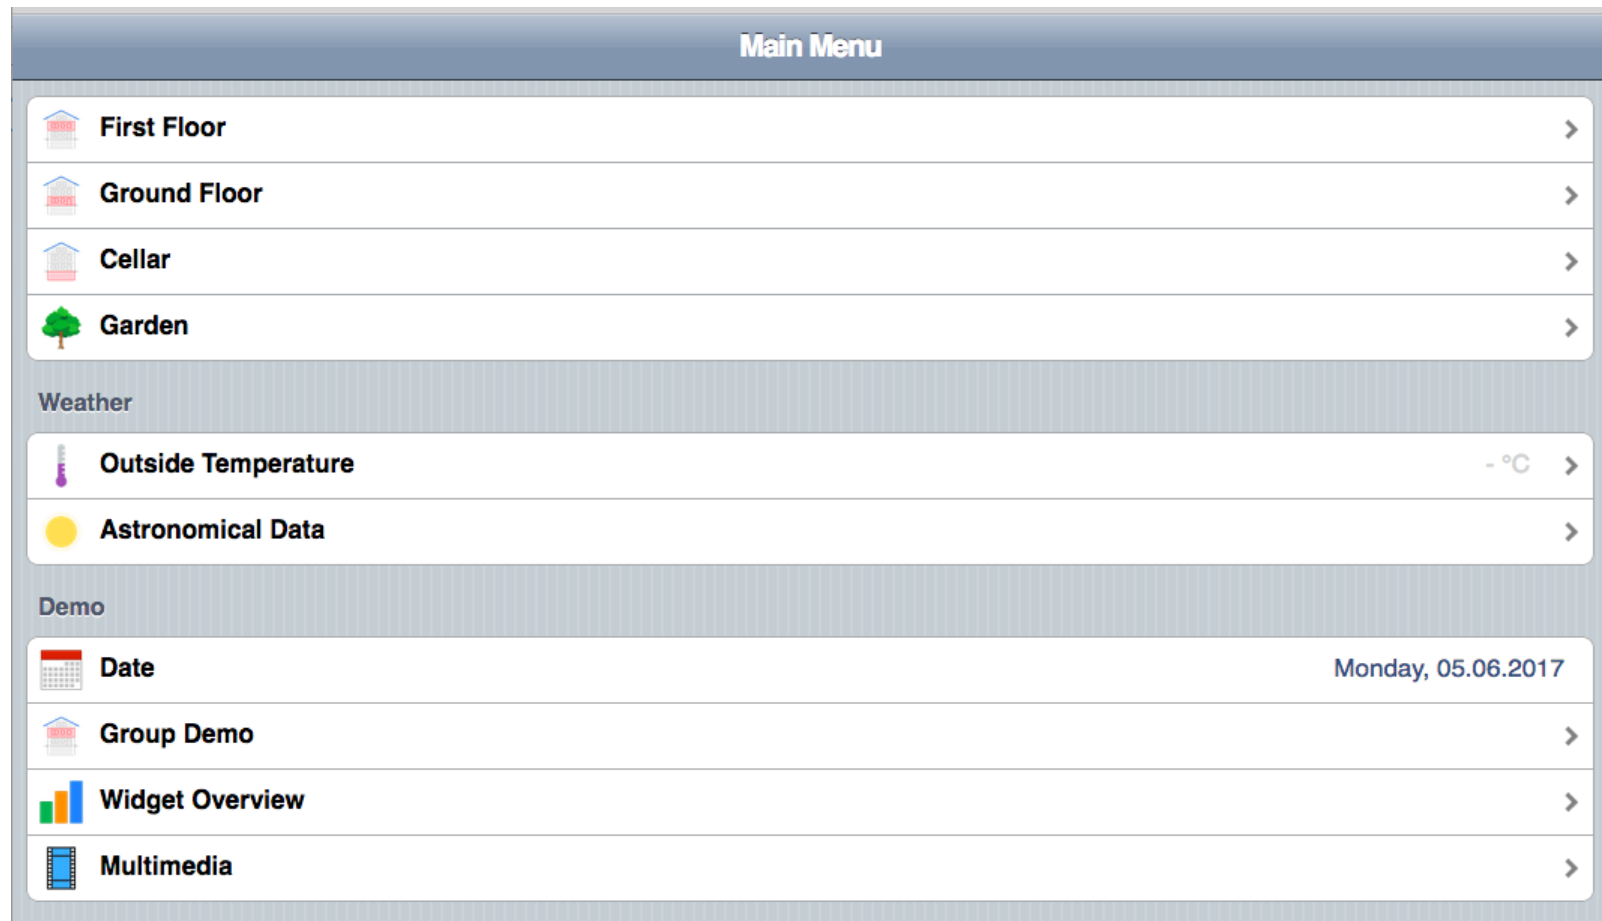 Main Menu
First Floor
Ground Floor
Cellar
Garden
Weather
Outside Temperature - °C
Astronomical Data
Demo
Date Monday, 05.06.2017
Group Demo
Widget Overview
Multimedia